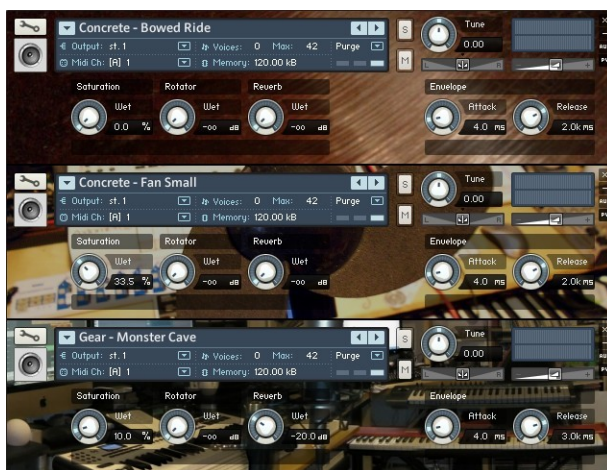 Concrete - Bowed Ride
Output: st.1 Voices: 0 Max: 42 Purge
Midi Ch: [A] 1 Memory: 120.00 kB
S
M
Tune
0.00
L R - +
Saturation Rotator Reverb Envelope
Wet Wet Wet Attack Release
0.0 % -oo dB -oo dB 4.0 ms 2.0k ms
Concrete - Fan Small
Output: st.1 Voices: 0 Max: 42 Purge
Midi Ch: [A] 1 Memory: 120.00 kB
S
M
Tune
0.00
L R - +
Saturation Rotator Reverb Envelope
Wet Wet Wet Attack Release
33.5 % -oo dB -oo dB 4.0 ms 2.0k ms
Gear - Monster Cave
Output: st.1 Voices: 0 Max: 42 Purge
Midi Ch: [A] 1 Memory: 120.00 kB
S
M
Tune
0.00
L R - +
Saturation Rotator Reverb Envelope
Wet Wet Wet Attack Release
10.0 % -oo dB -20.0 dB 4.0 ms 3.0k ms